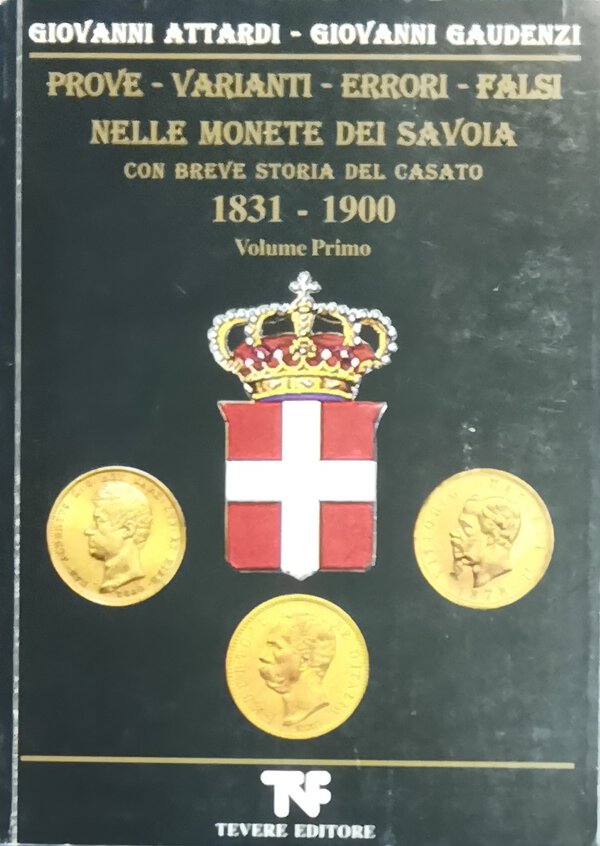 GIOVANNI ATTARDI - GIOVANNI GAUDENZI
PROVE - VARIANTI - ERRORI - FALSI
NELLE MONETE DEI SAVOIA
CON BREVE STORIA DEL CASATO
1831 - 1900
Volume Primo
TEVERE EDITORE